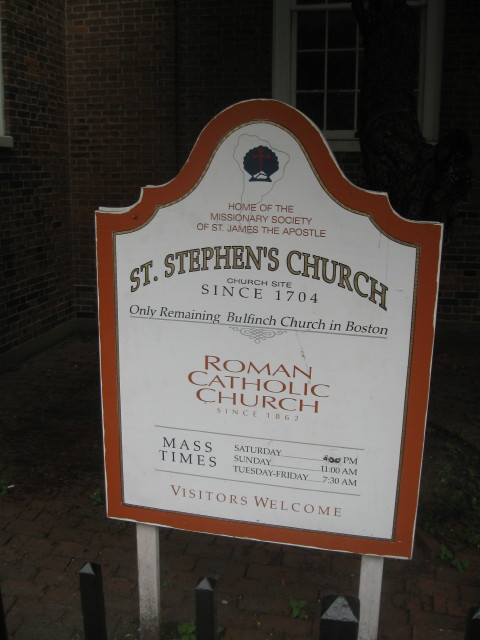 HOME OF THE
MISSIONARY SOCIETY
OF ST. JAMES THE APOSTLE
ST. STEPHEN'S CHURCH
CHURCH SITE
SINCE 1704
Only Remaining Bulfinch Church in Boston
ROMAN
CATHOLIC
CHURCH
SINCE 1862
MASS TIMES
SATURDAY PM
SUNDAY 11:00 AM
TUESDAY-FRIDAY 7:30 AM
VISITORS WELCOME